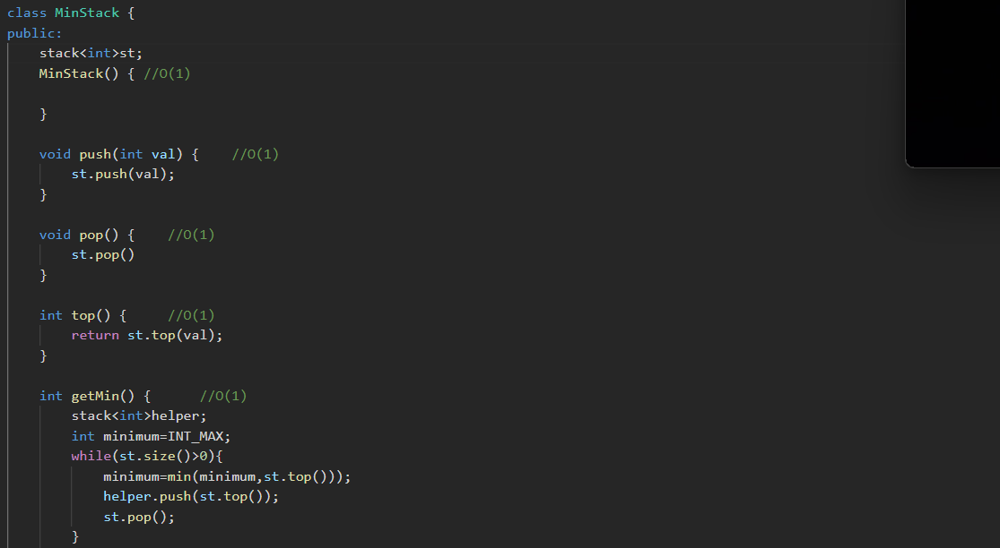 class MinStack {
public:
    stack<int>st;
    MinStack() { //O(1)
    }
    void push(int val) {    //O(1)
        st.push(val);
    }
    void pop() {    //O(1)
        st.pop()
    }
    int top() {     //O(1)
        return st.top(val);
    }
    int getMin() {      //O(1)
        stack<int>helper;
        int minimum=INT_MAX;
        while(st.size()>0){
            minimum=min(minimum,st.top()));
            helper.push(st.top());
            st.pop();
        }